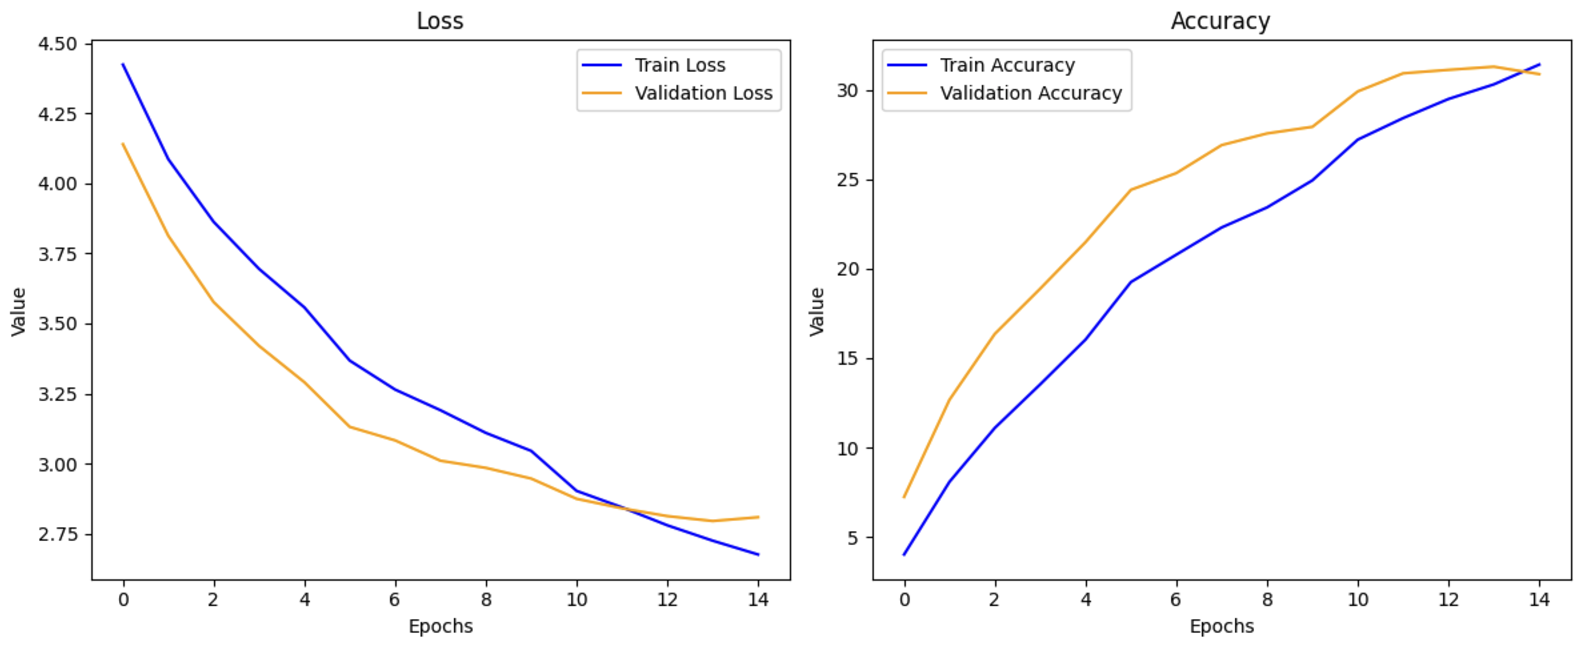 Loss
4.50
4.25
4.00
3.75
3.50
3.25
3.00
2.75
Value
0 2 4 6 8 10 12 14
Epochs
Train Loss
Validation Loss
Accuracy
30
25
20
15
10
5
Value
0 2 4 6 8 10 12 14
Epochs
Train Accuracy
Validation Accuracy